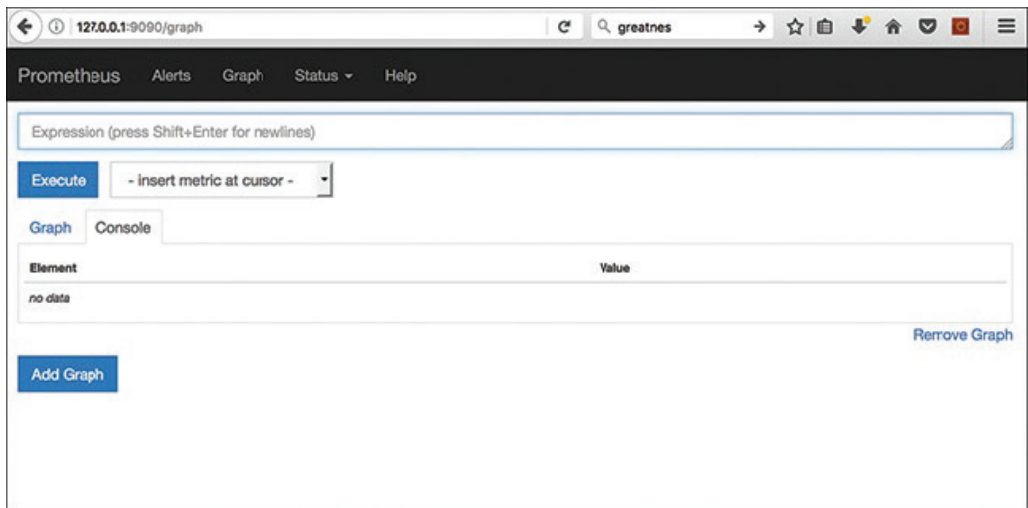 127.0.0.1:9090/graph greatnes
Prometheus Alerts Graph Status Help
Expression (press Shift+Enter for newlines)
Execute - insert metric at cursor -
Graph Console
Element Value
no data
Remove Graph
Add Graph